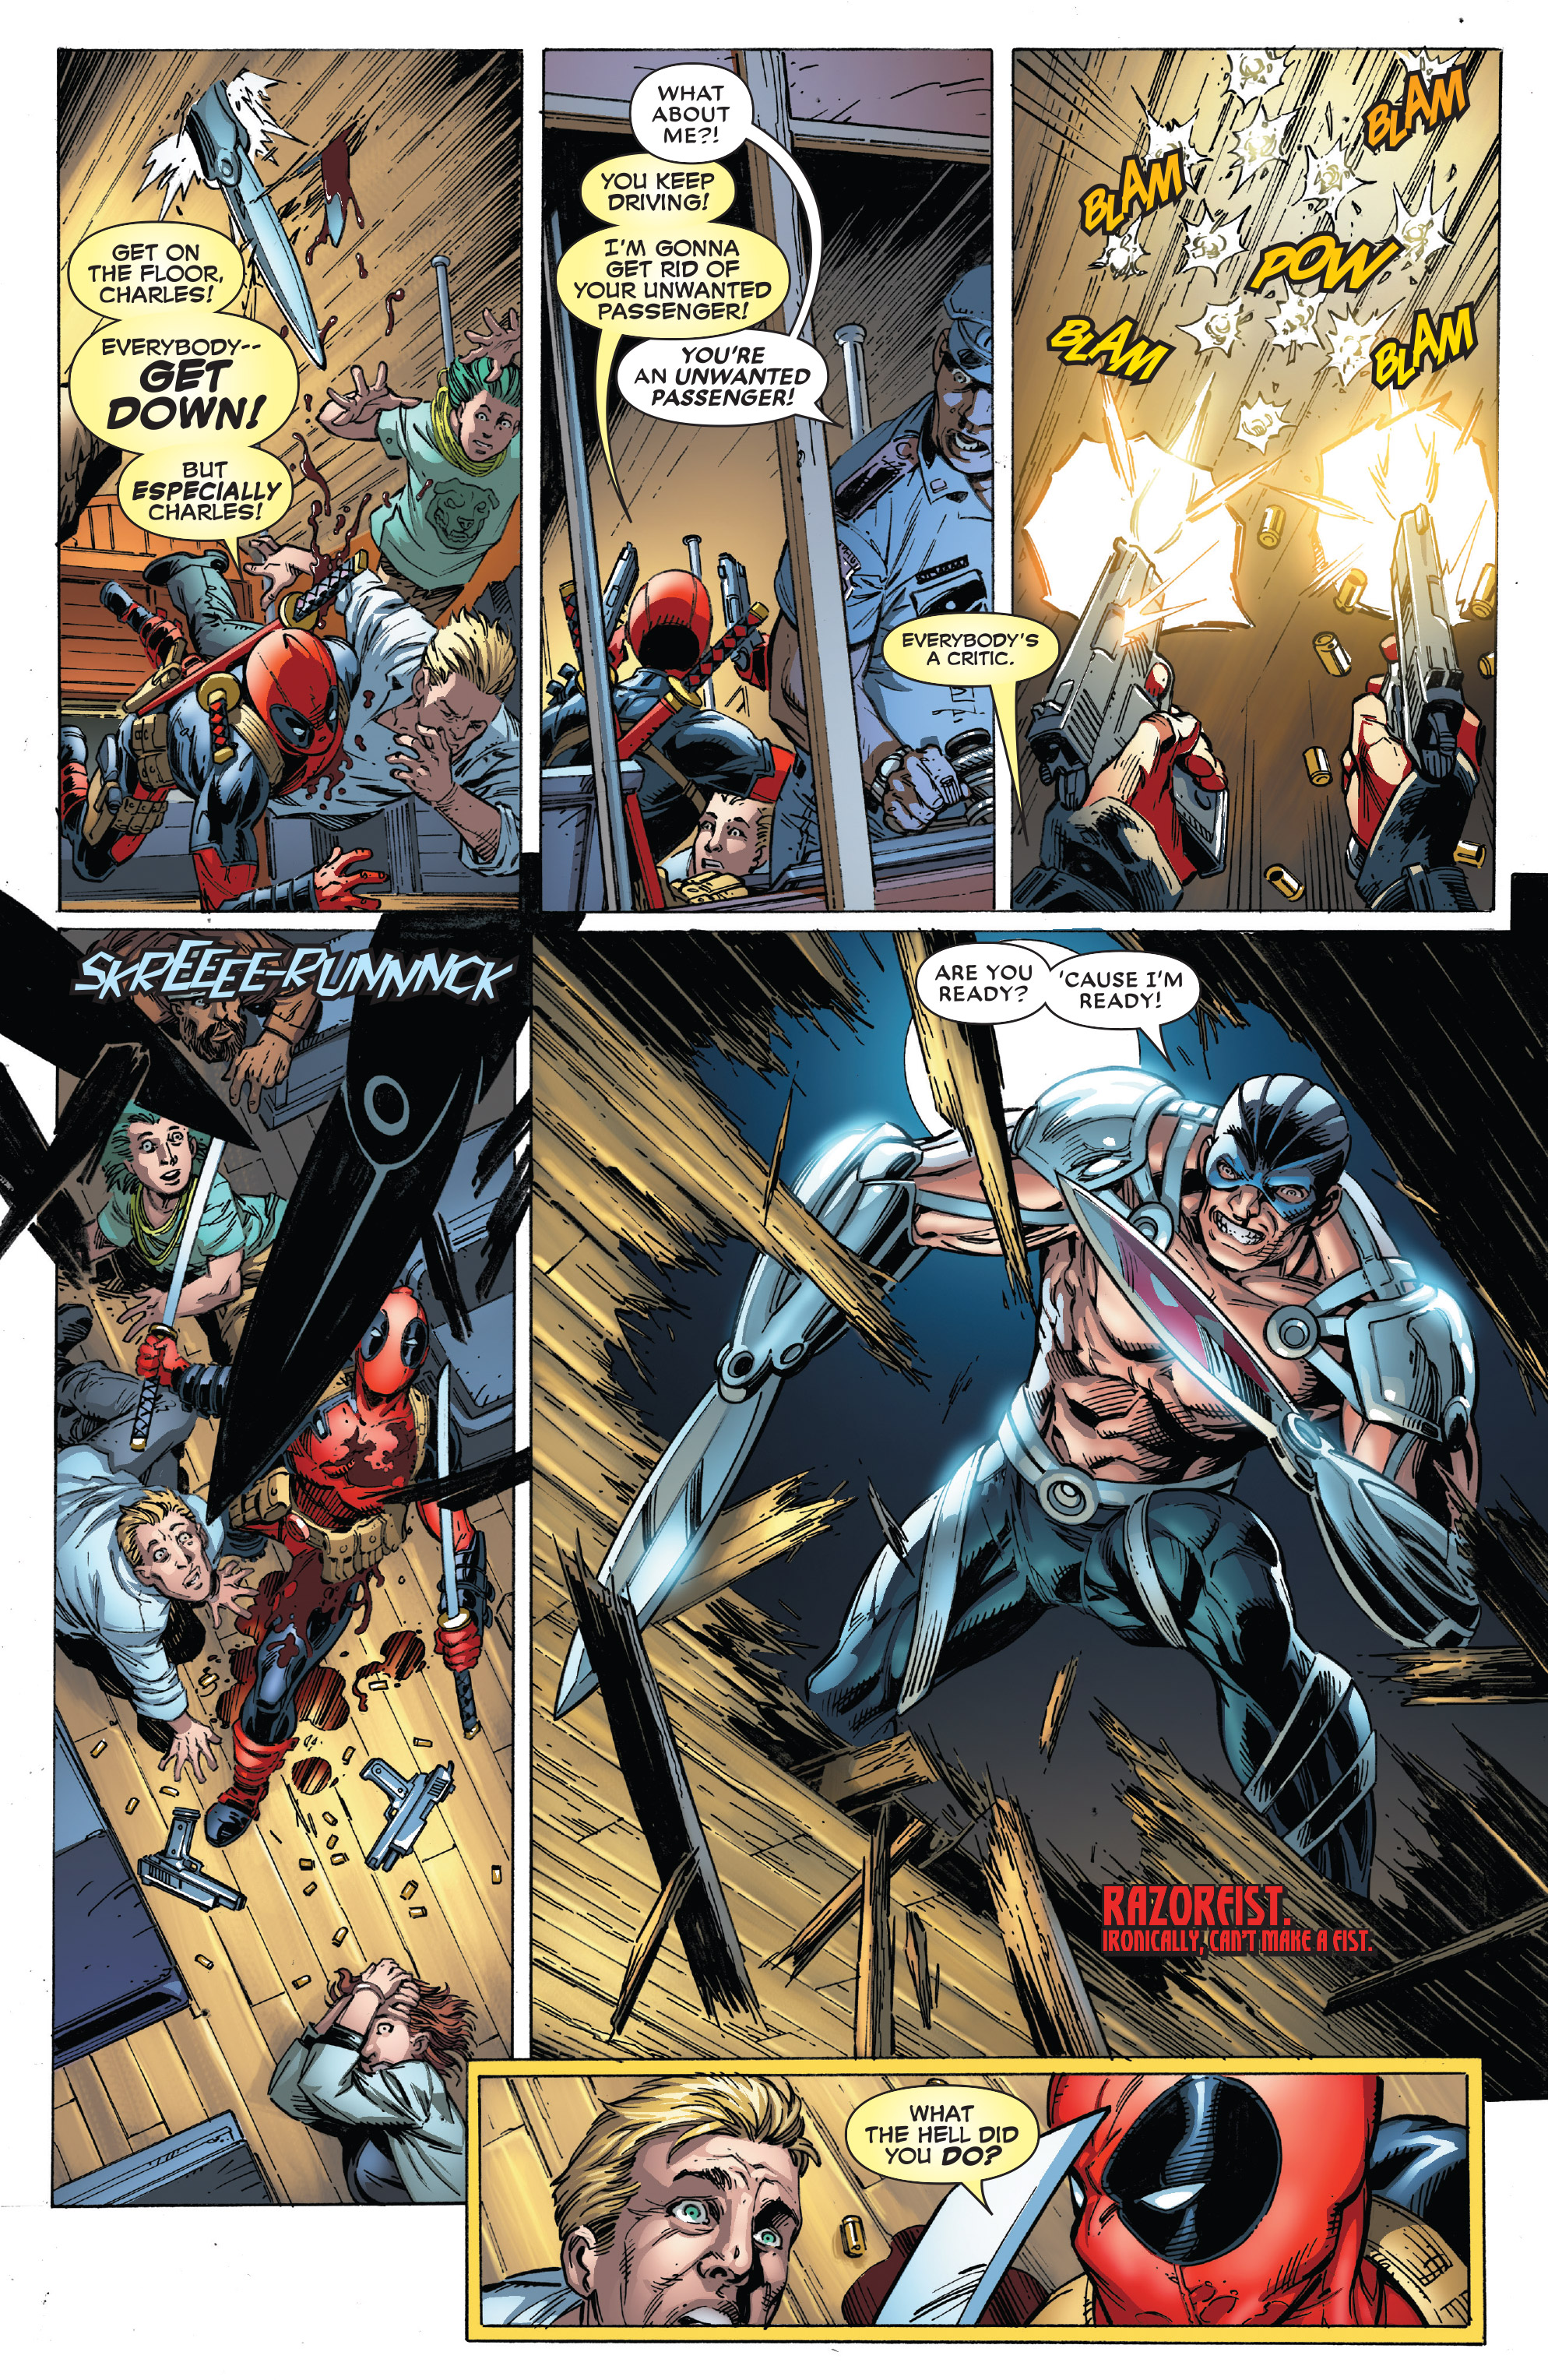 GET ON
THE FLOOR,
CHARLES!
EVERYBODY--
GET
DOWN!
BUT
ESPECIALLY
CHARLES!
WHAT
ABOUT
ME?!
YOU KEEP
DRIVING!
I'M GONNA
GET RID OF
YOUR UNWANTED
PASSENGER!
YOU'RE
AN UNWANTED
PASSENGER!
EVERYBODY'S
A CRITIC.
BLAM
BLAM
POW
BLAM
BLAM
SKREEEE-RUNNNCK
ARE YOU
READY?
'CAUSE I'M
READY!
RAZORFIST.
IRONICALLY, CAN'T MAKE A FIST.
WHAT
THE HELL DID
YOU DO?